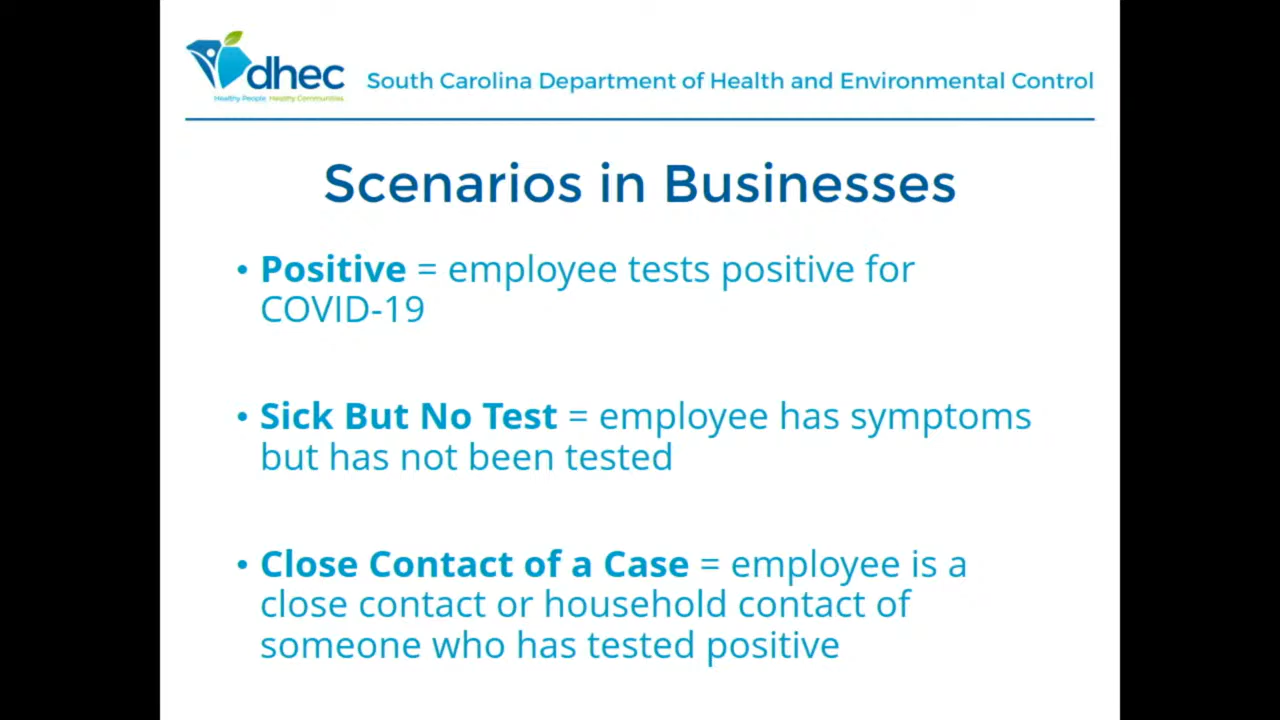 dhec
Healthy People. Healthy Communities.
South Carolina Department of Health and Environmental Control
Scenarios in Businesses
• Positive = employee tests positive for
COVID-19
• Sick But No Test = employee has symptoms
but has not been tested
• Close Contact of a Case = employee is a
close contact or household contact of
someone who has tested positive